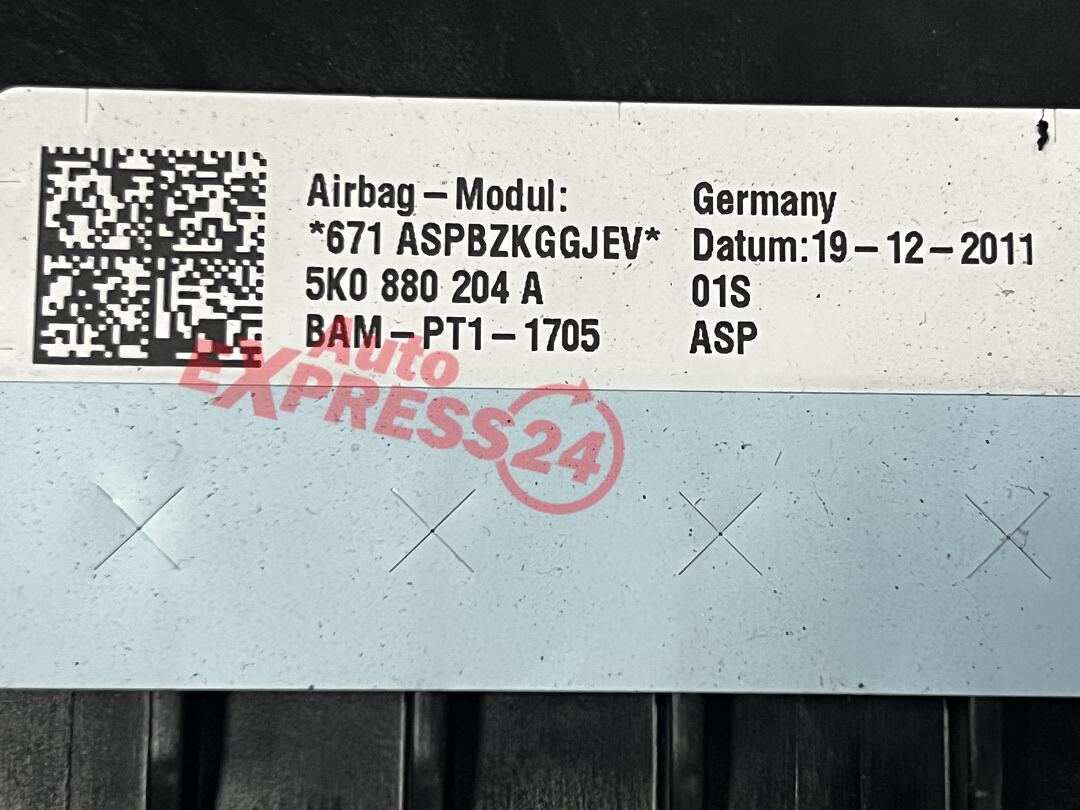 Airbag – Modul:
*671 ASPBZKGGJEV*
5K0 880 204 A
BAM – PT1 – 1705
Germany
Datum:19 – 12 – 2011
01S
ASP
Auto
EXPRESS24